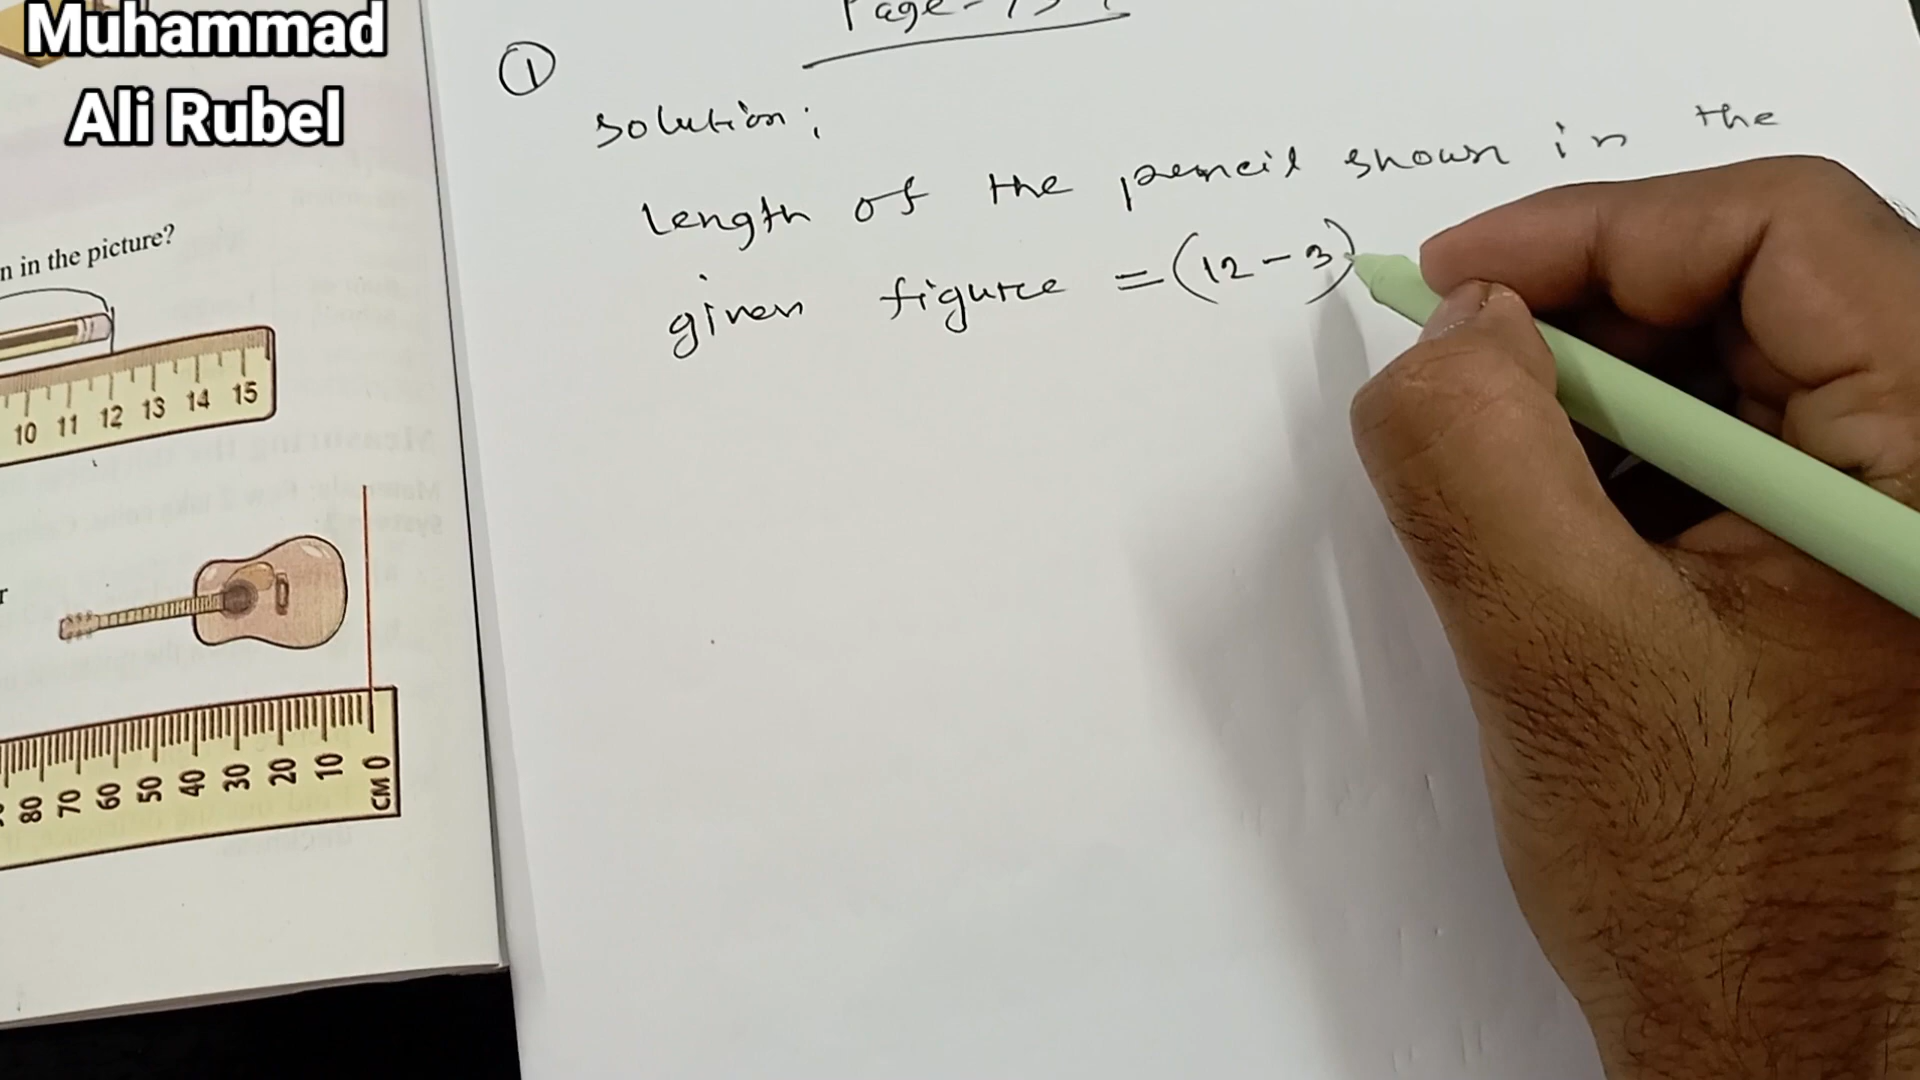 Muhammad
Ali Rubel
Page-
①
solution:
length of the pencil shown in the
given figure = (12-3)
n in the picture?
10 11 12 13 14 15
r
80 70 60 50 40 30 20 10 CM 0